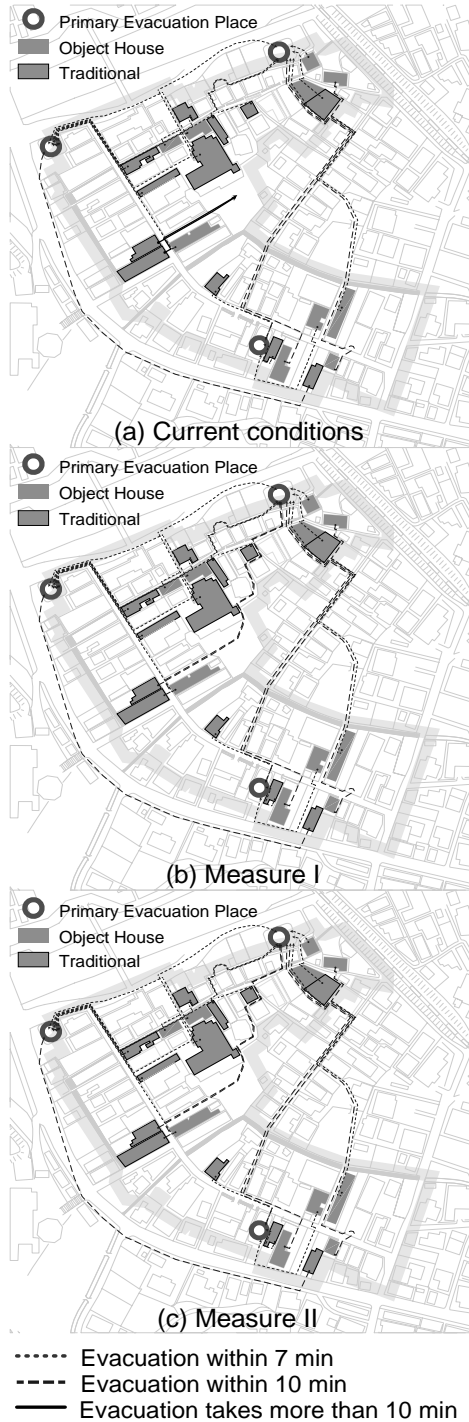 Primary Evacuation Place
Object House
Traditional
(a) Current conditions
Primary Evacuation Place
Object House
Traditional
(b) Measure I
Primary Evacuation Place
Object House
Traditional
(c) Measure II
Evacuation within 7 min
Evacuation within 10 min
Evacuation takes more than 10 min